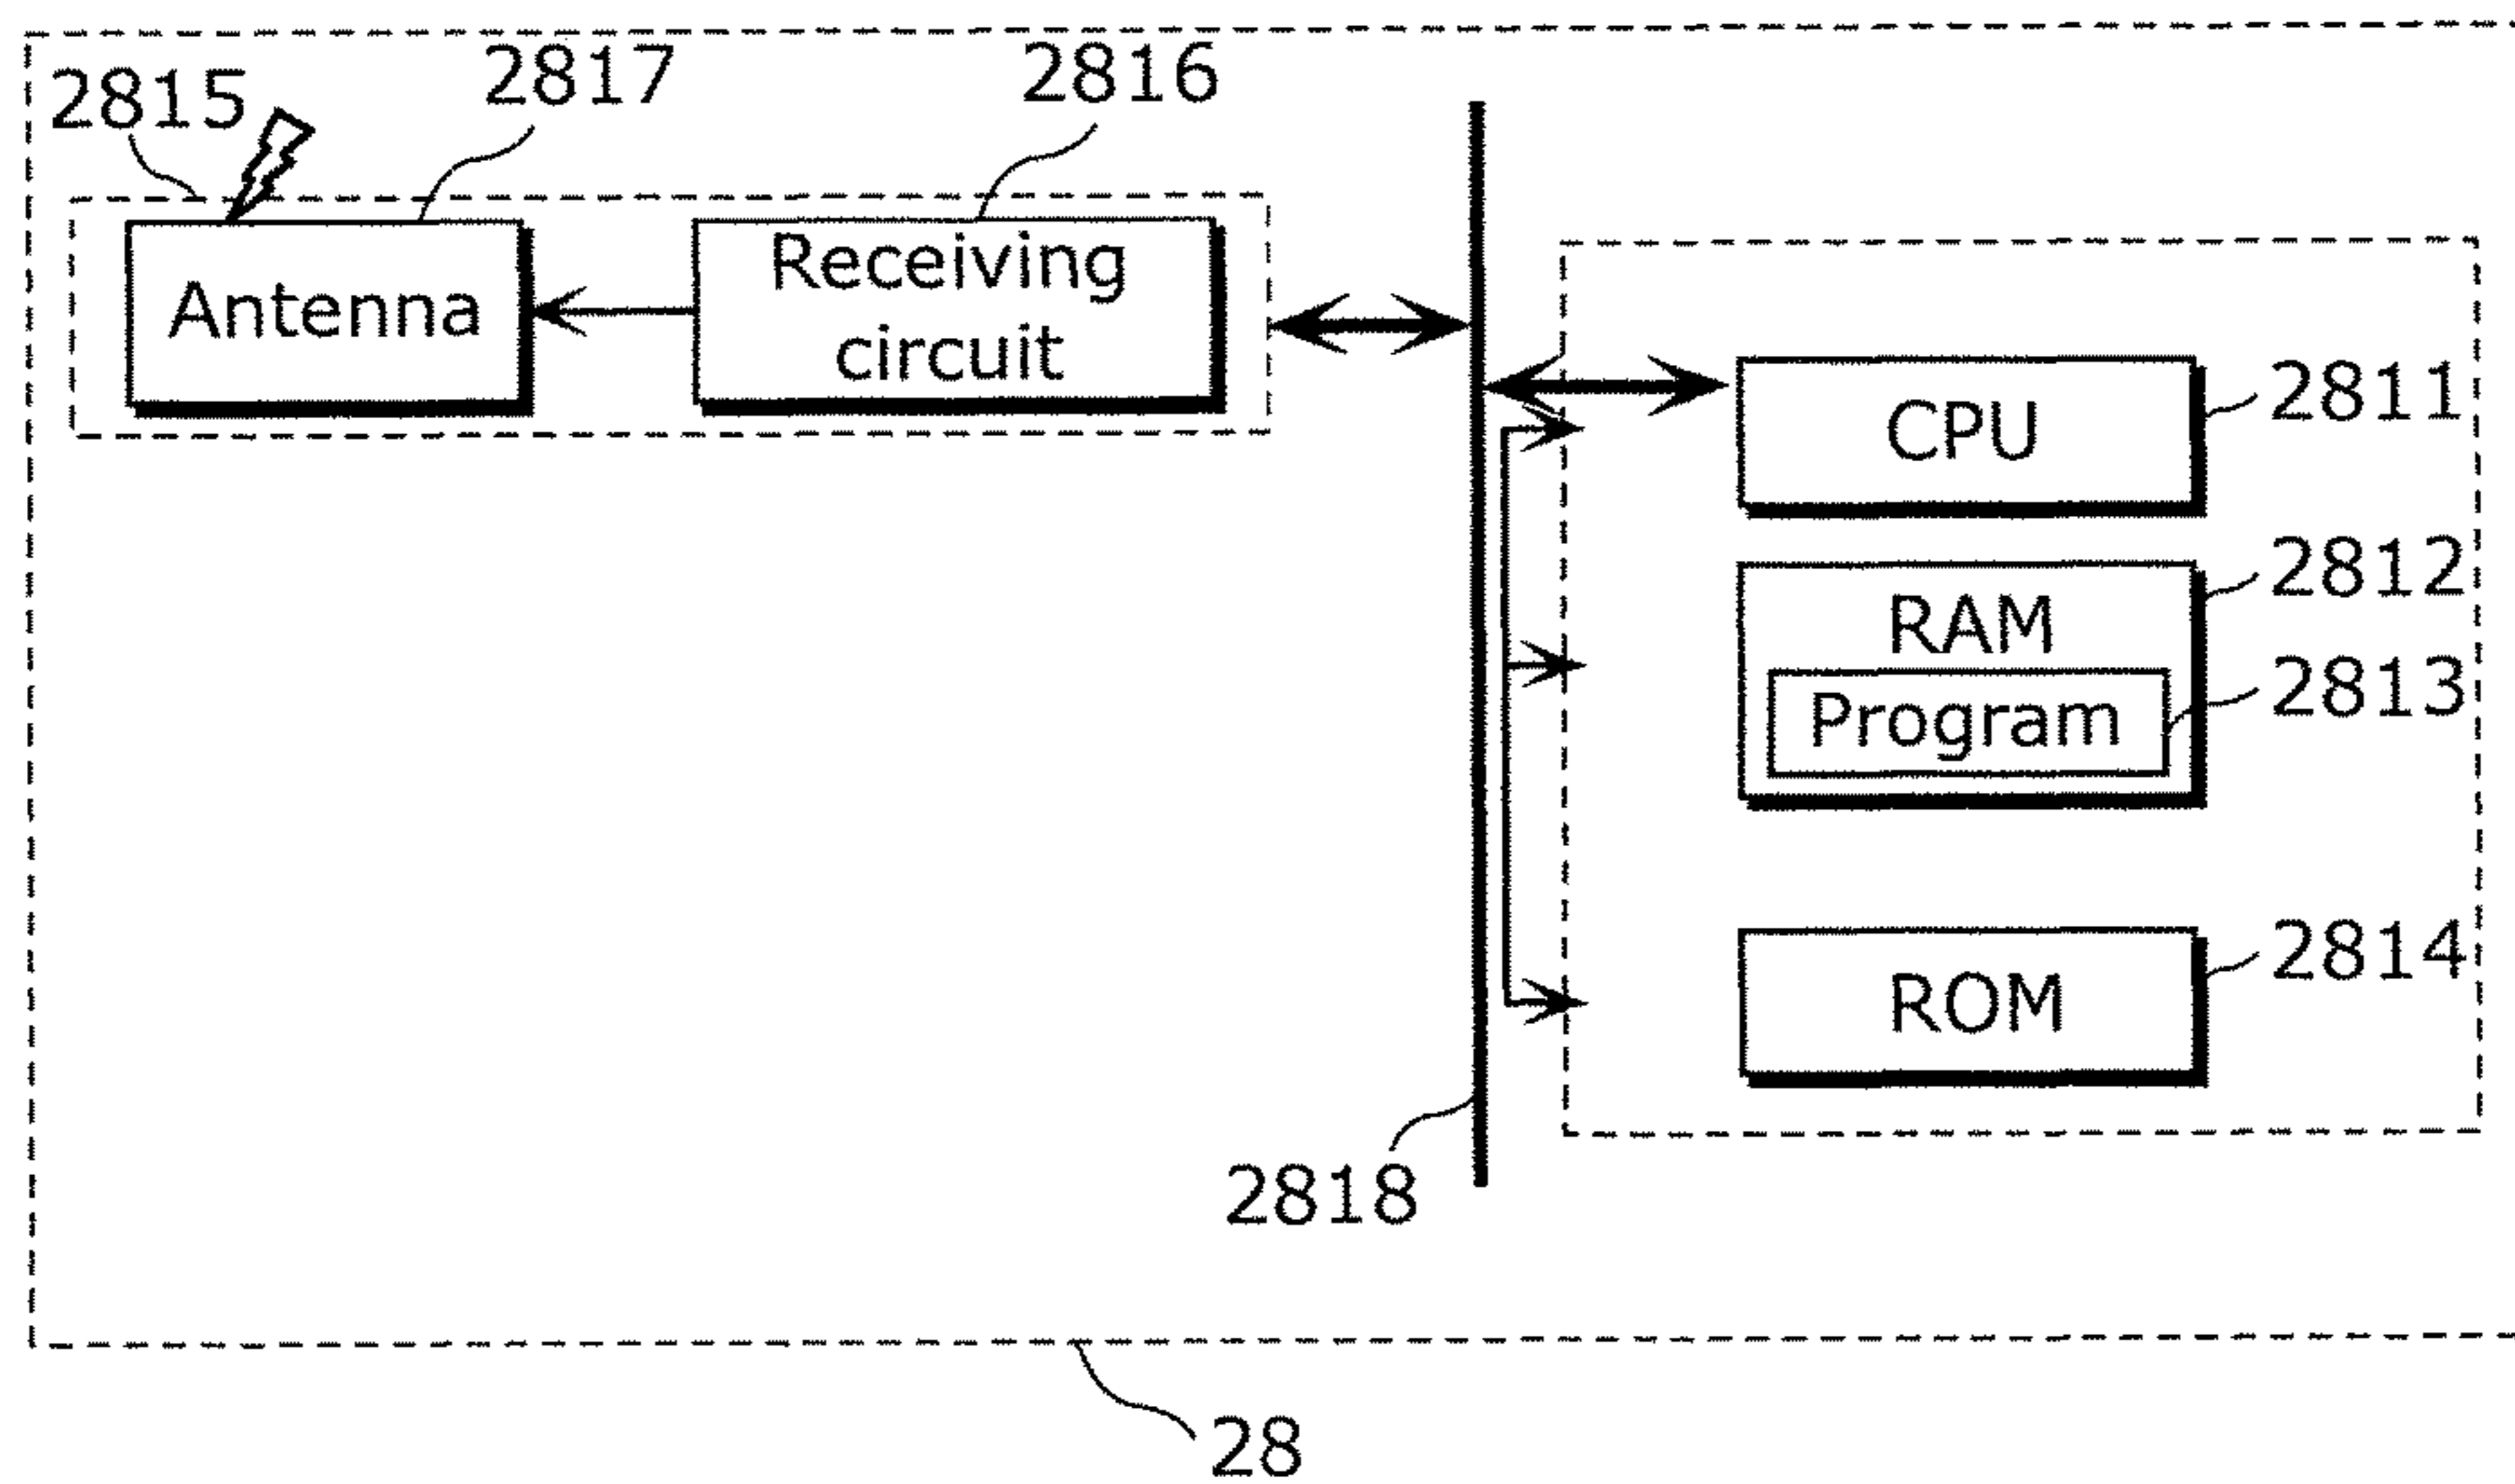 2815
2817
2816
Antenna
Receiving
circuit
CPU
2811
RAM
2812
Program
2813
ROM
2814
2818
28